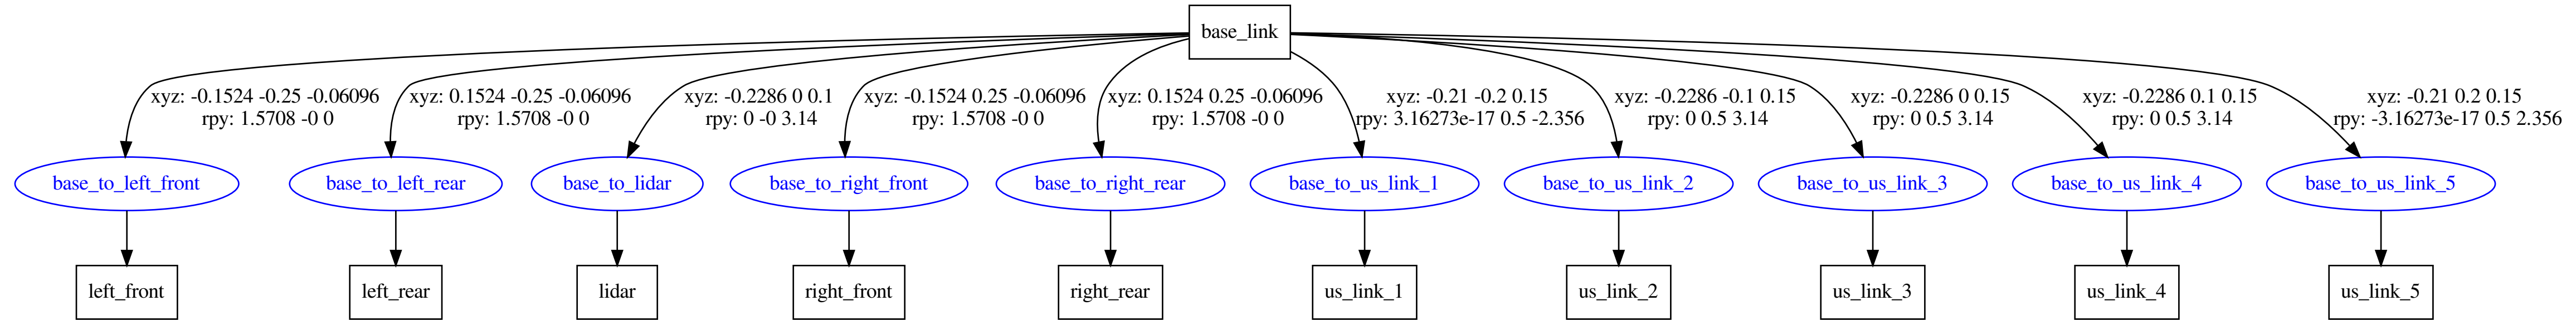 base_link
xyz: -0.1524 -0.25 -0.06096
rpy: 1.5708 -0 0
xyz: 0.1524 -0.25 -0.06096
rpy: 1.5708 -0 0
xyz: -0.2286 0 0.1
rpy: 0 -0 3.14
xyz: -0.1524 0.25 -0.06096
rpy: 1.5708 -0 0
xyz: 0.1524 0.25 -0.06096
rpy: 1.5708 -0 0
xyz: -0.21 -0.2 0.15
rpy: 3.16273e-17 0.5 -2.356
xyz: -0.2286 -0.1 0.15
rpy: 0 0.5 3.14
xyz: -0.2286 0 0.15
rpy: 0 0.5 3.14
xyz: -0.2286 0.1 0.15
rpy: 0 0.5 3.14
xyz: -0.21 0.2 0.15
rpy: -3.16273e-17 0.5 2.356
base_to_left_front
base_to_left_rear
base_to_lidar
base_to_right_front
base_to_right_rear
base_to_us_link_1
base_to_us_link_2
base_to_us_link_3
base_to_us_link_4
base_to_us_link_5
left_front
left_rear
lidar
right_front
right_rear
us_link_1
us_link_2
us_link_3
us_link_4
us_link_5